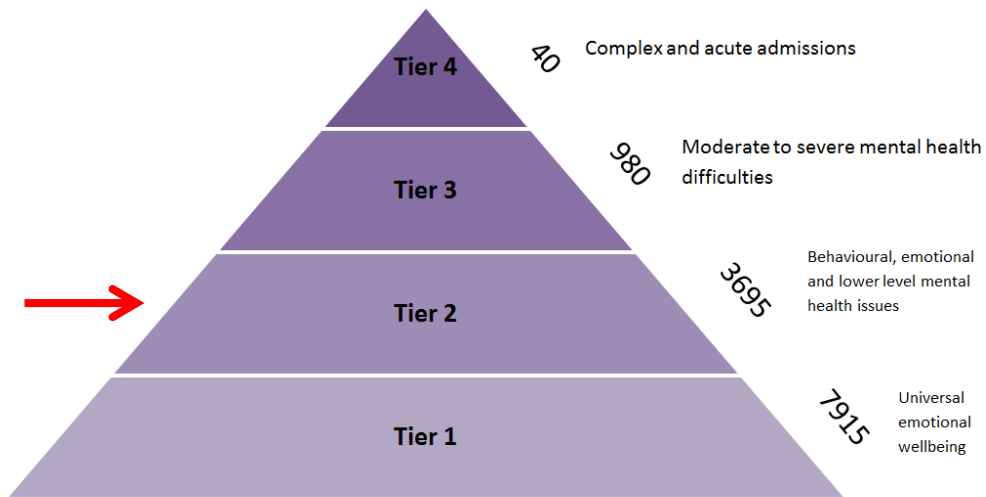 Tier 4
40
Complex and acute admissions
Tier 3
980
Moderate to severe mental health
difficulties
Tier 2
3695
Behavioural, emotional
and lower level mental
health issues
Tier 1
7915
Universal
emotional
wellbeing